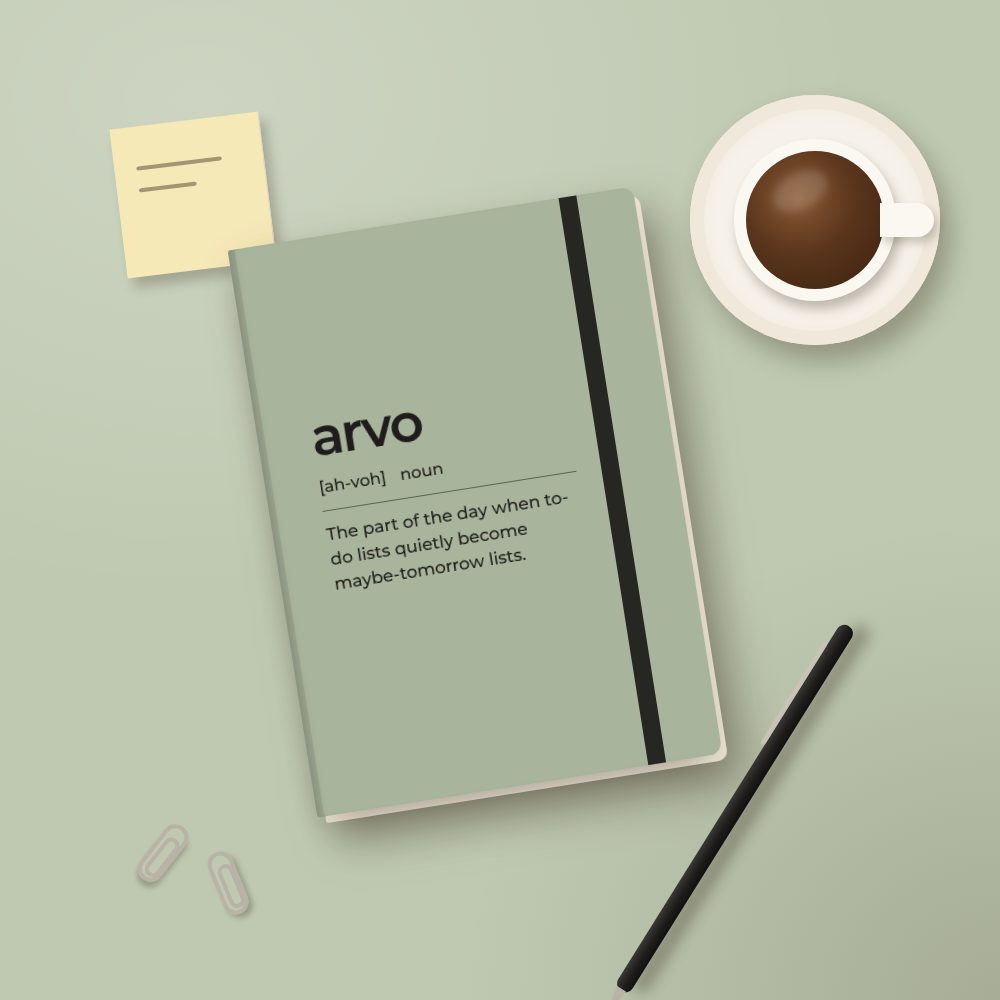 arvo
[ah-voh] noun
The part of the day when to-
do lists quietly become
maybe-tomorrow lists.